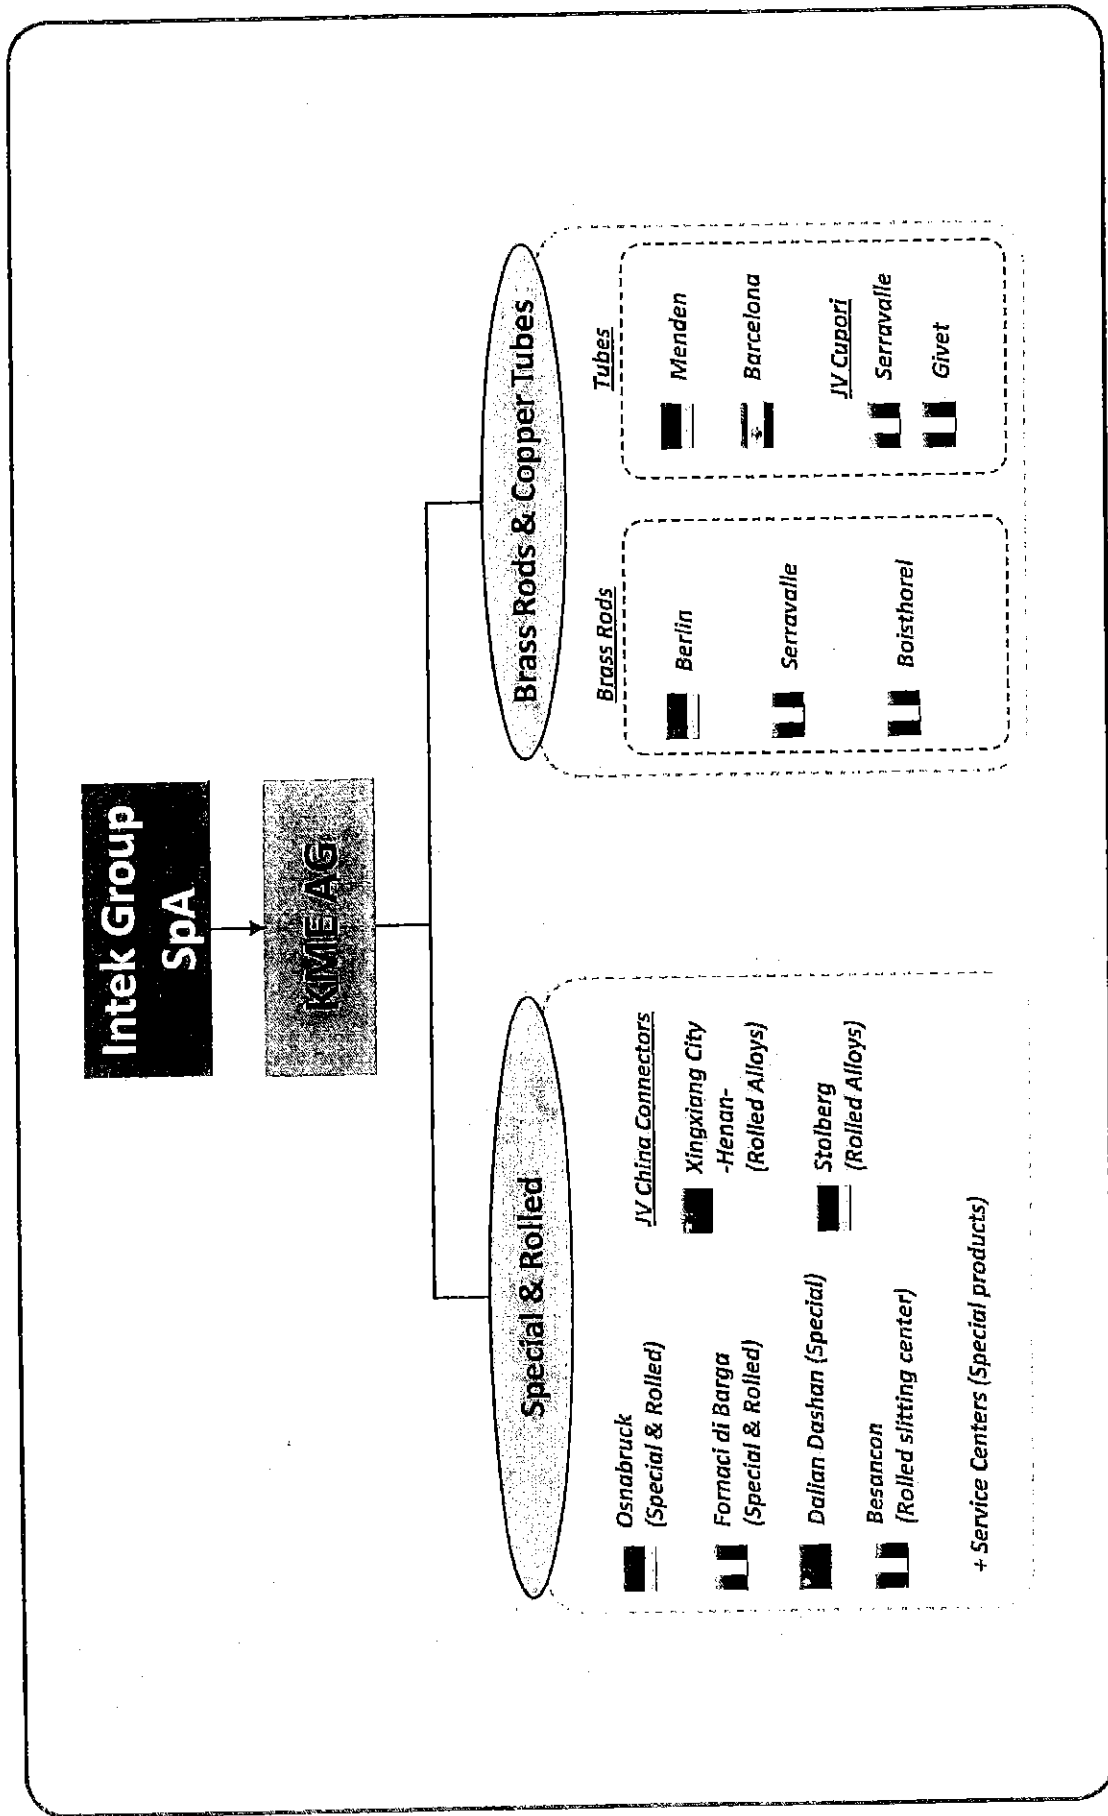 Intek Group
SpA
KME AG
Special & Rolled
Osnabruck
(Special & Rolled)
Fornaci di Barga
(Special & Rolled)
Dalian Dashan (Special)
Besancon
(Rolled slitting center)
+ Service Centers (Special products)
JV China Connectors
Xingxiang City
-Henan-
(Rolled Alloys)
Stolberg
(Rolled Alloys)
Brass Rods & Copper Tubes
Brass Rods
Berlin
Serravalle
Boisthorel
Tubes
Menden
Barcelona
JV Cupori
Serravalle
Givet